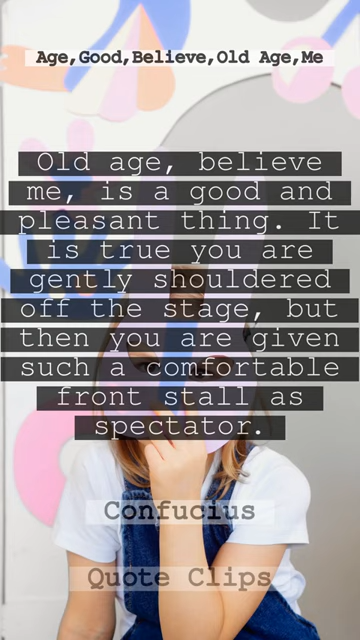 Age,Good,Believe,Old Age,Me
Old age, believe
me, is a good and
pleasant thing. It
is true you are
gently shouldered
off the stage, but
then you are given
such a comfortable
front stall as
spectator.
Confucius
Quote Clips